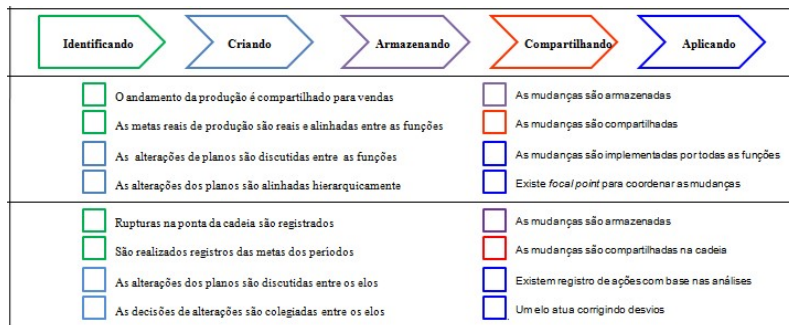 Identificando
Criando
Armazenando
Compartilhando
Aplicando
O andamento da produção é compartilhado para vendas
As metas reais de produção são reais e alinhadas entre as funções
As alterações de planos são discutidas entre as funções
As alterações dos planos são alinhadas hierarquicamente
As mudanças são armazenadas
As mudanças são compartilhadas
As mudanças são implementadas por todas as funções
Existe focal point para coordenar as mudanças
Rupturas na ponta da cadeia são registrados
São realizados registros das metas dos períodos
As alterações dos planos são discutidas entre os elos
As decisões de alterações são colegiadas entre os elos
As mudanças são armazenadas
As mudanças são compartilhadas na cadeia
Existem registro de ações com base nas análises
Um elo atua corrigindo desvios